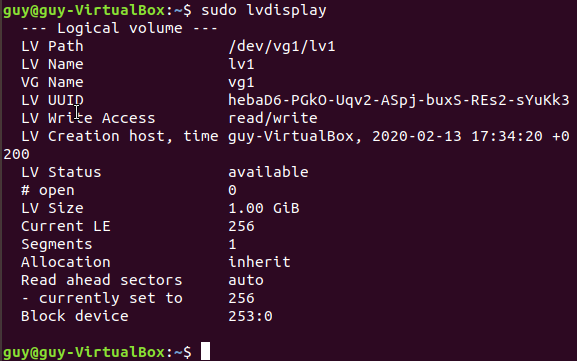 guy@guy-VirtualBox:~$ sudo lvdisplay
--- Logical volume ---
LV Path /dev/vg1/lv1
LV Name lv1
VG Name vg1
LV UUID hebaD6-PGkO-Uqv2-ASpj-buxS-REs2-sYuKk3
LV Write Access read/write
LV Creation host, time guy-VirtualBox, 2020-02-13 17:34:20 +0
200
LV Status available
# open 0
LV Size 1.00 GiB
Current LE 256
Segments 1
Allocation inherit
Read ahead sectors auto
- currently set to 256
Block device 253:0
guy@guy-VirtualBox:~$